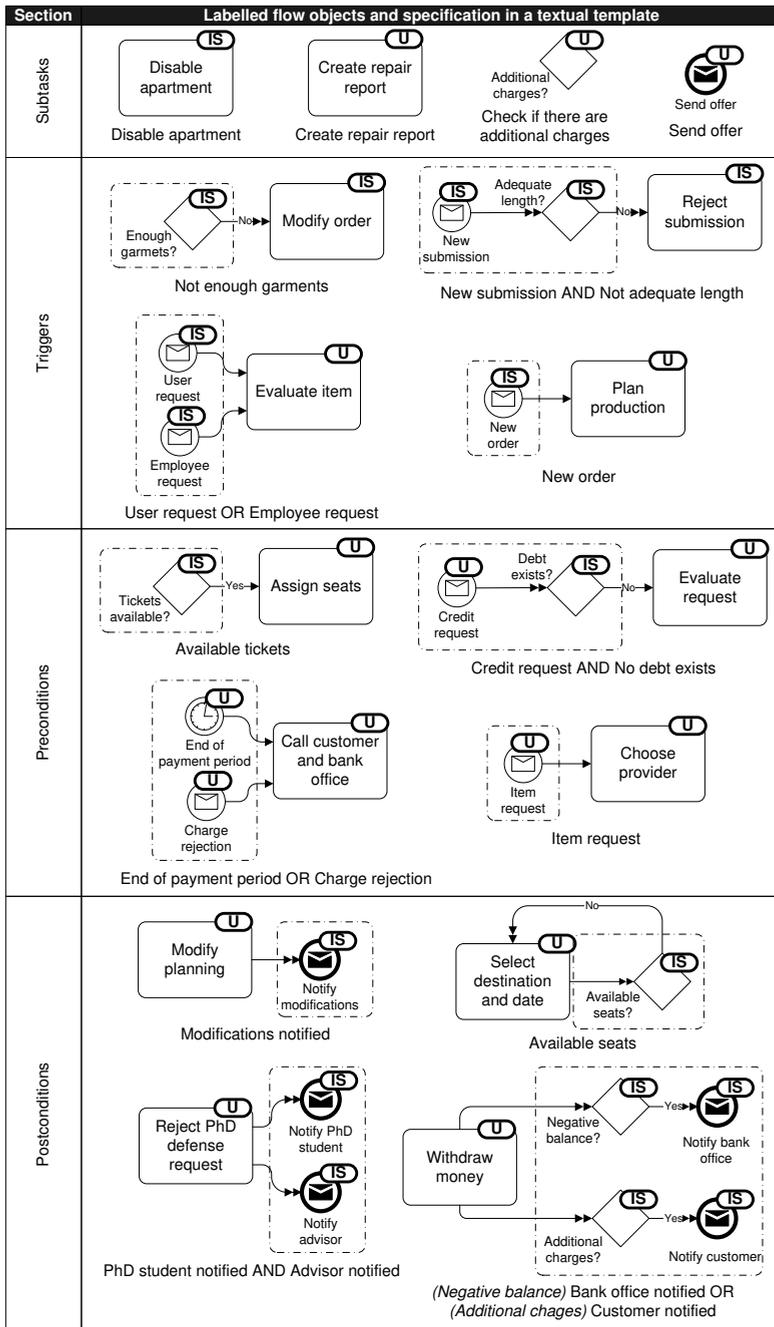 Section
Labelled flow objects and specification in a textual template
Subtasks
IS
Disable
apartment
Disable apartment
U
Create repair
report
Create repair report
U
Additional
charges?
Check if there are
additional charges
U
Send offer
Send offer
Triggers
IS
Enough
garmets?
No
IS
Modify order
Not enough garments
IS
New
submission
Adequate
length?
IS
No
IS
Reject
submission
New submission AND Not adequate length
IS
User
request
IS
Employee
request
U
Evaluate item
User request OR Employee request
IS
New
order
U
Plan
production
New order
Preconditions
IS
Tickets
available?
Yes
U
Assign seats
Available tickets
U
Credit
request
Debt
exists?
IS
No
U
Evaluate
request
Credit request AND No debt exists
U
End of
payment period
U
Charge
rejection
U
Call customer
and bank
office
End of payment period OR Charge rejection
U
Item
request
U
Choose
provider
Item request
Postconditions
U
Modify
planning
IS
Notify
modifications
Modifications notified
No
U
Select
destination
and date
IS
Available
seats?
Available seats
U
Reject PhD
defense
request
IS
Notify PhD
student
IS
Notify
advisor
PhD student notified AND Advisor notified
U
Withdraw
money
IS
Negative
balance?
Yes
IS
Notify bank
office
IS
Additional
charges?
Yes
IS
Notify customer
(Negative balance) Bank office notified OR
(Additional chages) Customer notified